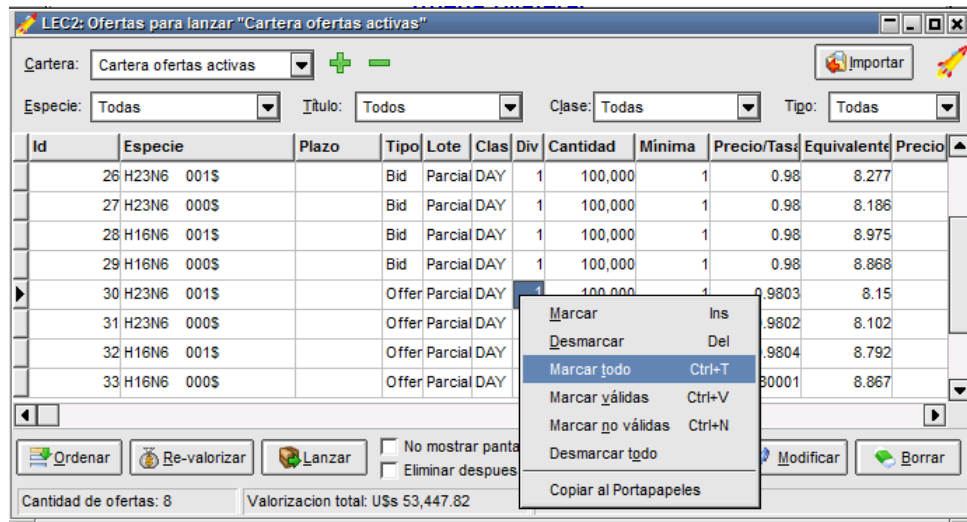 LEC2: Ofertas para lanzar "Cartera ofertas activas"
Cartera: Cartera ofertas activas Importar
Especie: Todas Título: Todos Clase: Todas Tipo: Todas
Id Especie Plazo Tipo Lote Clas Div Cantidad Mínima Precio/Tasa Equivalente Precio
26 H23N6 001$ Bid Parcial DAY 1 100,000 1 0.98 8.277
27 H23N6 000$ Bid Parcial DAY 1 100,000 1 0.98 8.186
28 H16N6 001$ Bid Parcial DAY 1 100,000 1 0.98 8.975
29 H16N6 000$ Bid Parcial DAY 1 100,000 1 0.98 8.868
30 H23N6 001$ Offer Parcial DAY 1 100,000 1 0.9803 8.15
31 H23N6 000$ Offer Parcial DAY .9802 8.102
32 H16N6 001$ Offer Parcial DAY .9804 8.792
33 H16N6 000$ Offer Parcial DAY 80001 8.867
Marcar Ins
Desmarcar Del
Marcar todo Ctrl+T
Marcar válidas Ctrl+V
Marcar no válidas Ctrl+N
Desmarcar todo
Copiar al Portapapeles
Ordenar Re-valorizar Lanzar No mostrar panta Modificar Borrar
Eliminar despues
Cantidad de ofertas: 8 Valorizacion total: U$s 53,447.82